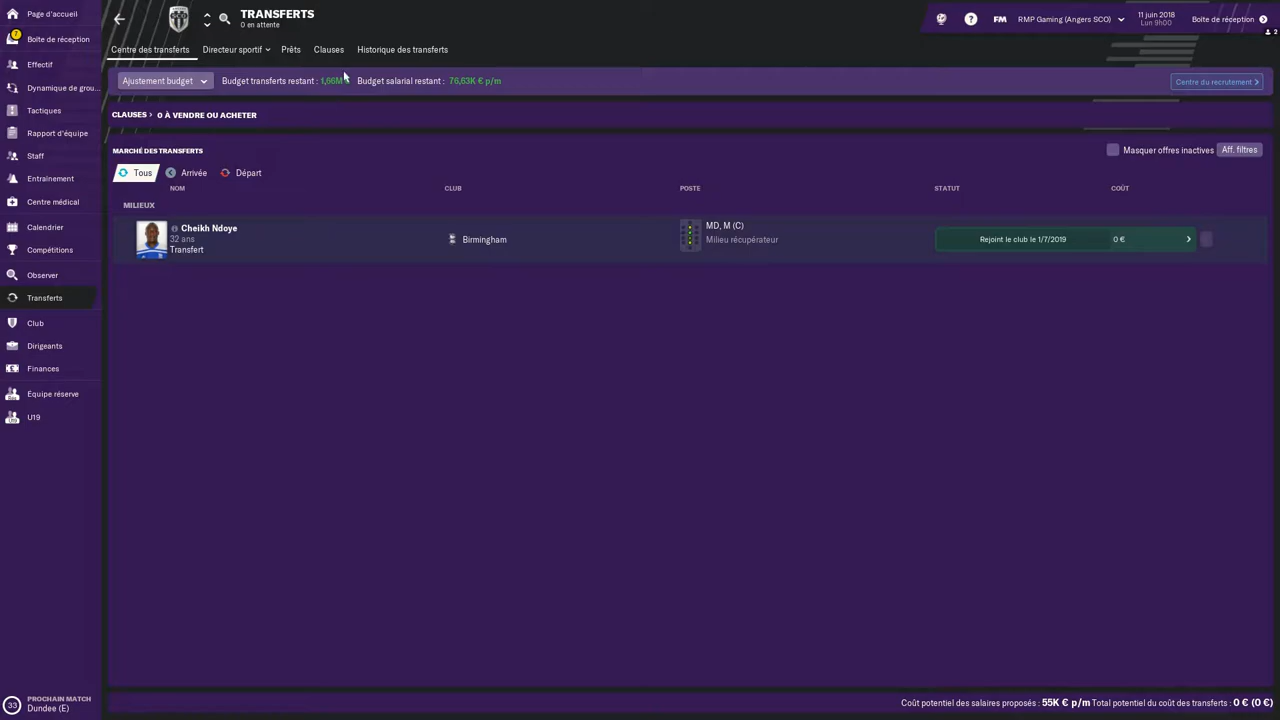 Page d'accueil
TRANSFERTS
0 en attente
11 juin 2018
Lun 9h00
FM
RMP Gaming (Angers SCO)
Boîte de réception
2
7
Boîte de réception
Centre des transferts
Directeur sportif
Prêts
Clauses
Historique des transferts
Effectif
Ajustement budget
Budget transferts restant : 1,66M
Budget salarial restant : 76,63K € p/m
Centre du recrutement
Dynamique de grou...
Tactiques
CLAUSES
0 À VENDRE OU ACHETER
Rapport d'équipe
Staff
MARCHÉ DES TRANSFERTS
Masquer offres inactives
Aff. filtres
Entraînement
Tous
Arrivée
Départ
Centre médical
NOM
CLUB
POSTE
STATUT
COÛT
MILIEUX
Calendrier
Cheikh Ndoye
32 ans
Transfert
Birmingham
MD, M (C)
Milieu récupérateur
Rejoint le club le 1/7/2019
0 €
Compétitions
Observer
Transferts
Club
Dirigeants
Finances
Equipe réserve
U19
33
PROCHAIN MATCH
Dundee (E)
Coût potentiel des salaires proposés : 55K € p/m Total potentiel du coût des transferts : 0 € (0 €)